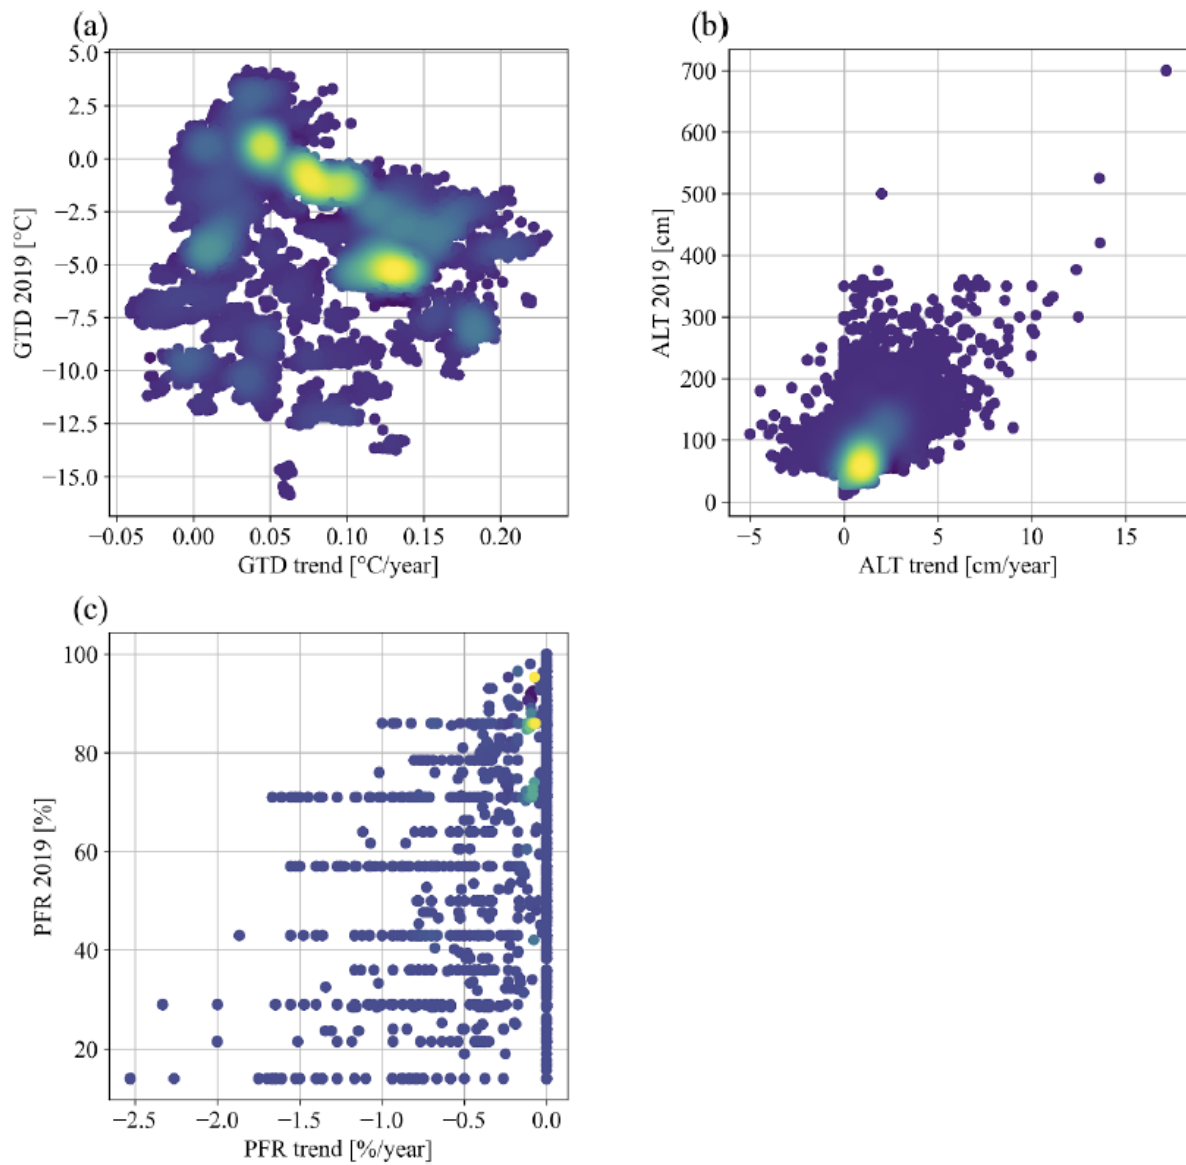 (a)
5.0
2.5
0.0
−2.5
−5.0
−7.5
−10.0
−12.5
−15.0
GTD 2019 [°C]
−0.05 0.00 0.05 0.10 0.15 0.20
GTD trend [°C/year]
(b)
700
600
500
400
300
200
100
0
ALT 2019 [cm]
−5 0 5 10 15
ALT trend [cm/year]
(c)
100
80
60
40
20
PFR 2019 [%]
−2.5 −2.0 −1.5 −1.0 −0.5 0.0
PFR trend [%/year]